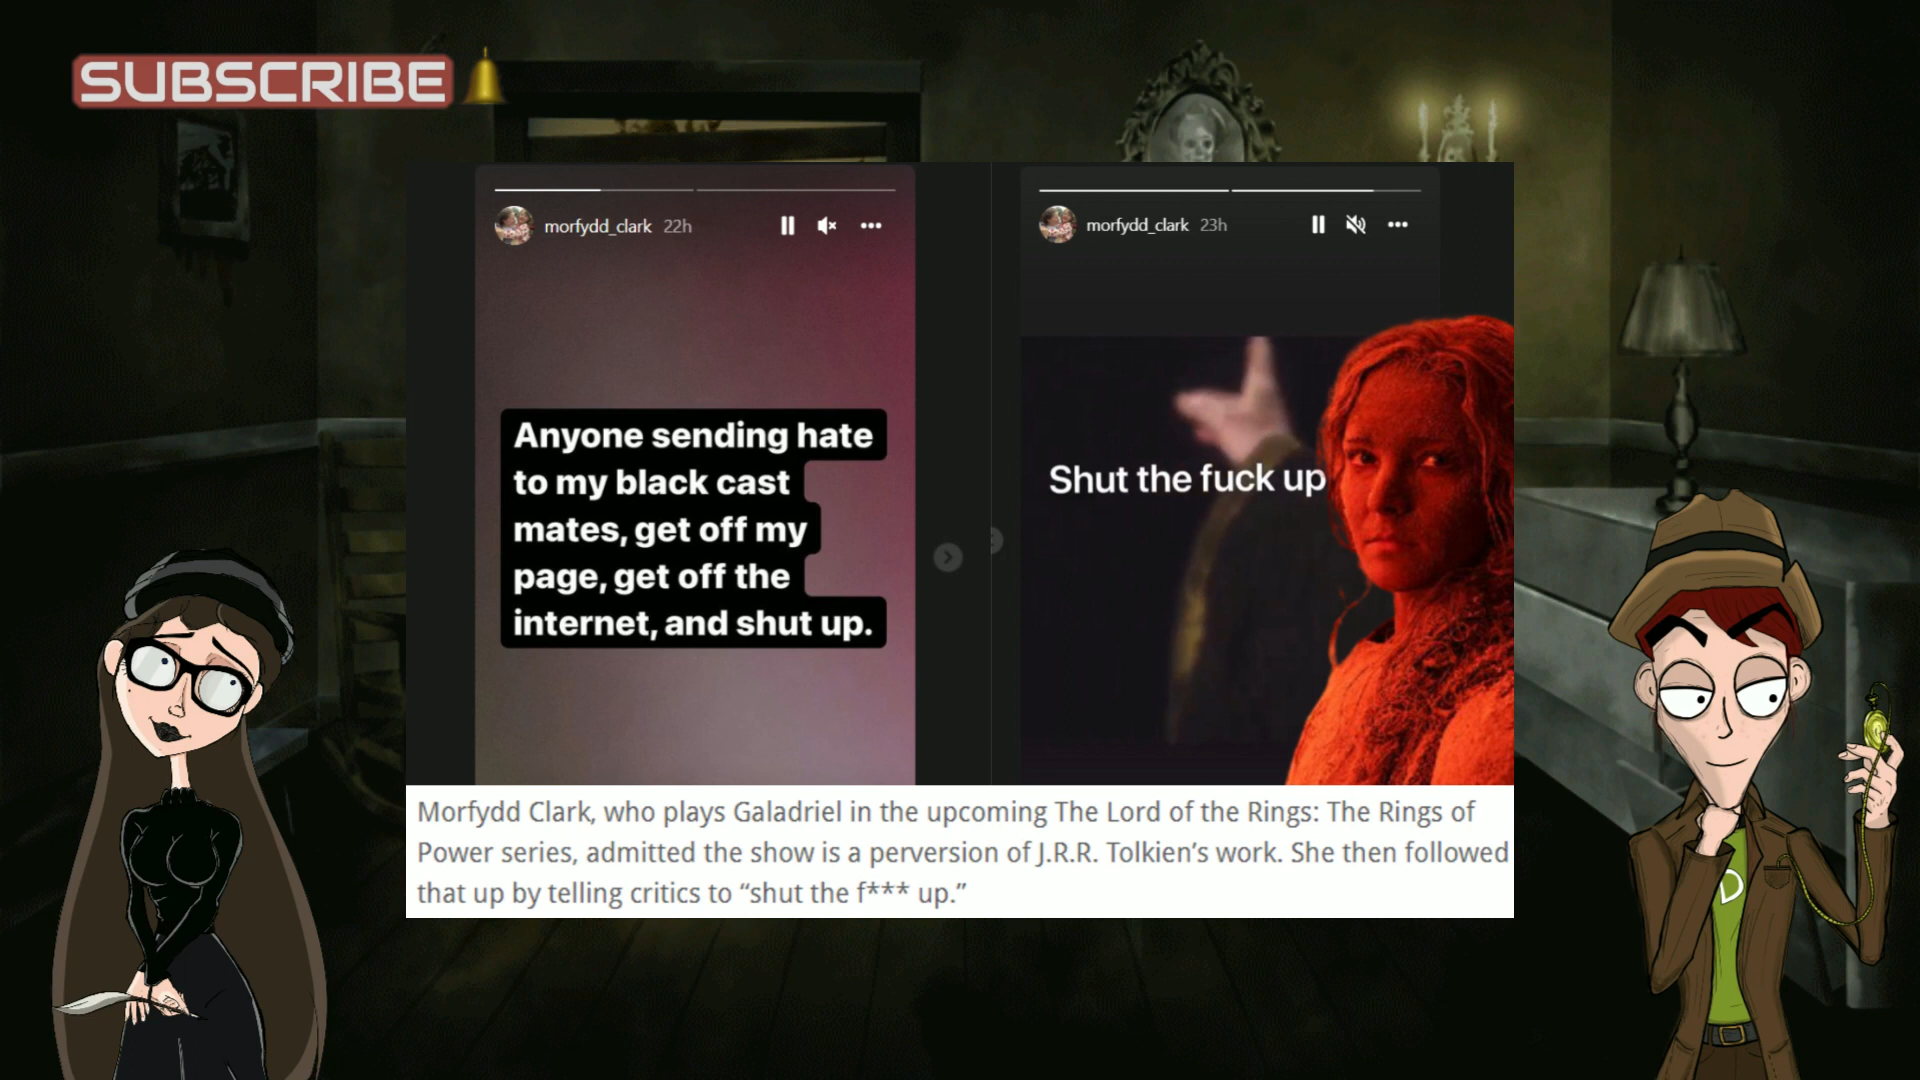 SUBSCRIBE
morfydd_clark 22h
Anyone sending hate
to my black cast
mates, get off my
page, get off the
internet, and shut up.
morfydd_clark 23h
Shut the fuck up
Morfydd Clark, who plays Galadriel in the upcoming The Lord of the Rings: The Rings of
Power series, admitted the show is a perversion of J.R.R. Tolkien’s work. She then followed
that up by telling critics to “shut the f*** up.”
D